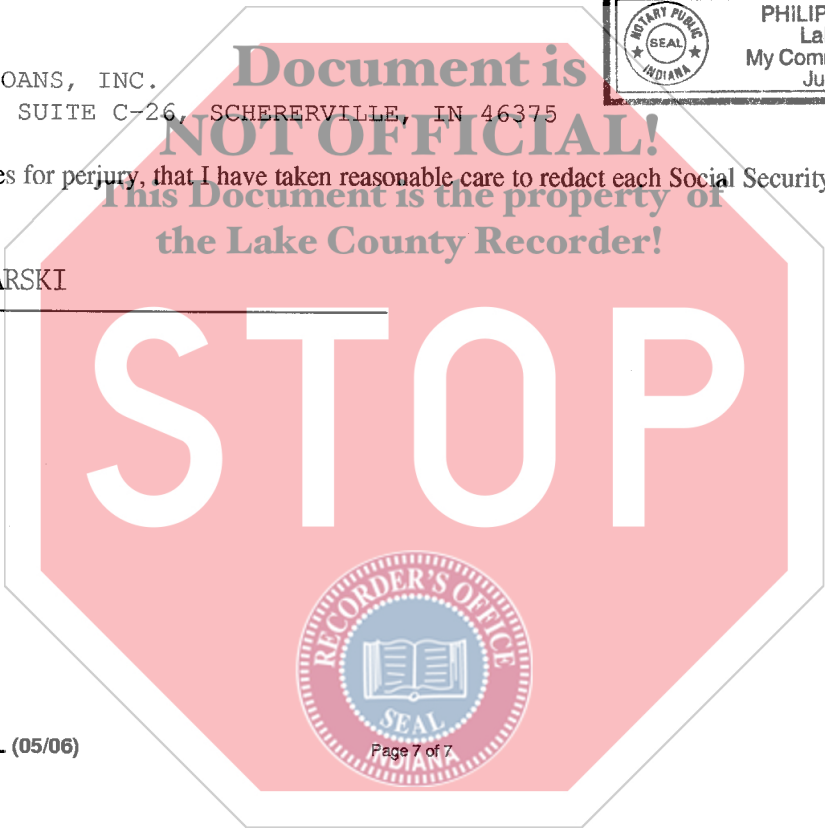 NOTARY PUBLIC
SEAL
INDIANA
PHILIP
La
My Comm
Ju
Document is
OANS, INC.
SUITE C-26, SCHERERVILLE, IN 46375
NOT OFFICIAL!
es for perjury, that I have taken reasonable care to redact each Social Security
This Document is the property of
the Lake County Recorder!
ARSKI
STOP
RECORDER'S OFFICE
SEAL
INDIANA
(05/06)
Page 7 of 7